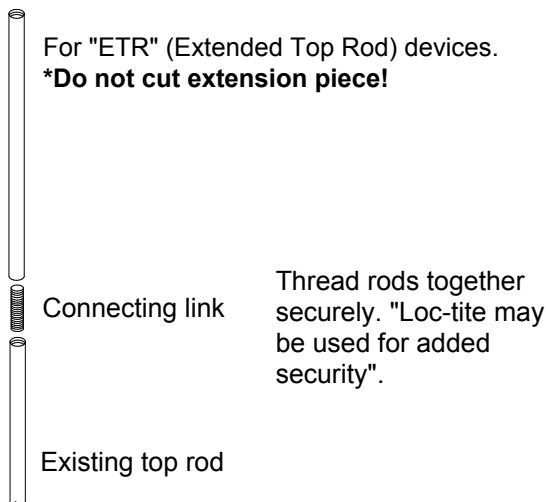 For "ETR" (Extended Top Rod) devices.
*Do not cut extension piece!
Connecting link
Thread rods together
securely. "Loc-tite may
be used for added
security".
Existing top rod